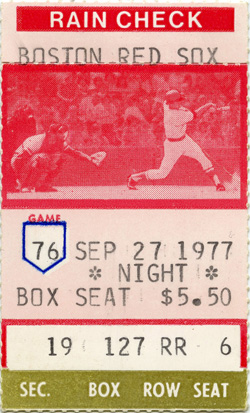 RAIN CHECK
BOSTON RED SOX
GAME
76 SEP 27 1977
* NIGHT *
BOX SEAT $5.50
19 127 RR 6
SEC. BOX ROW SEAT